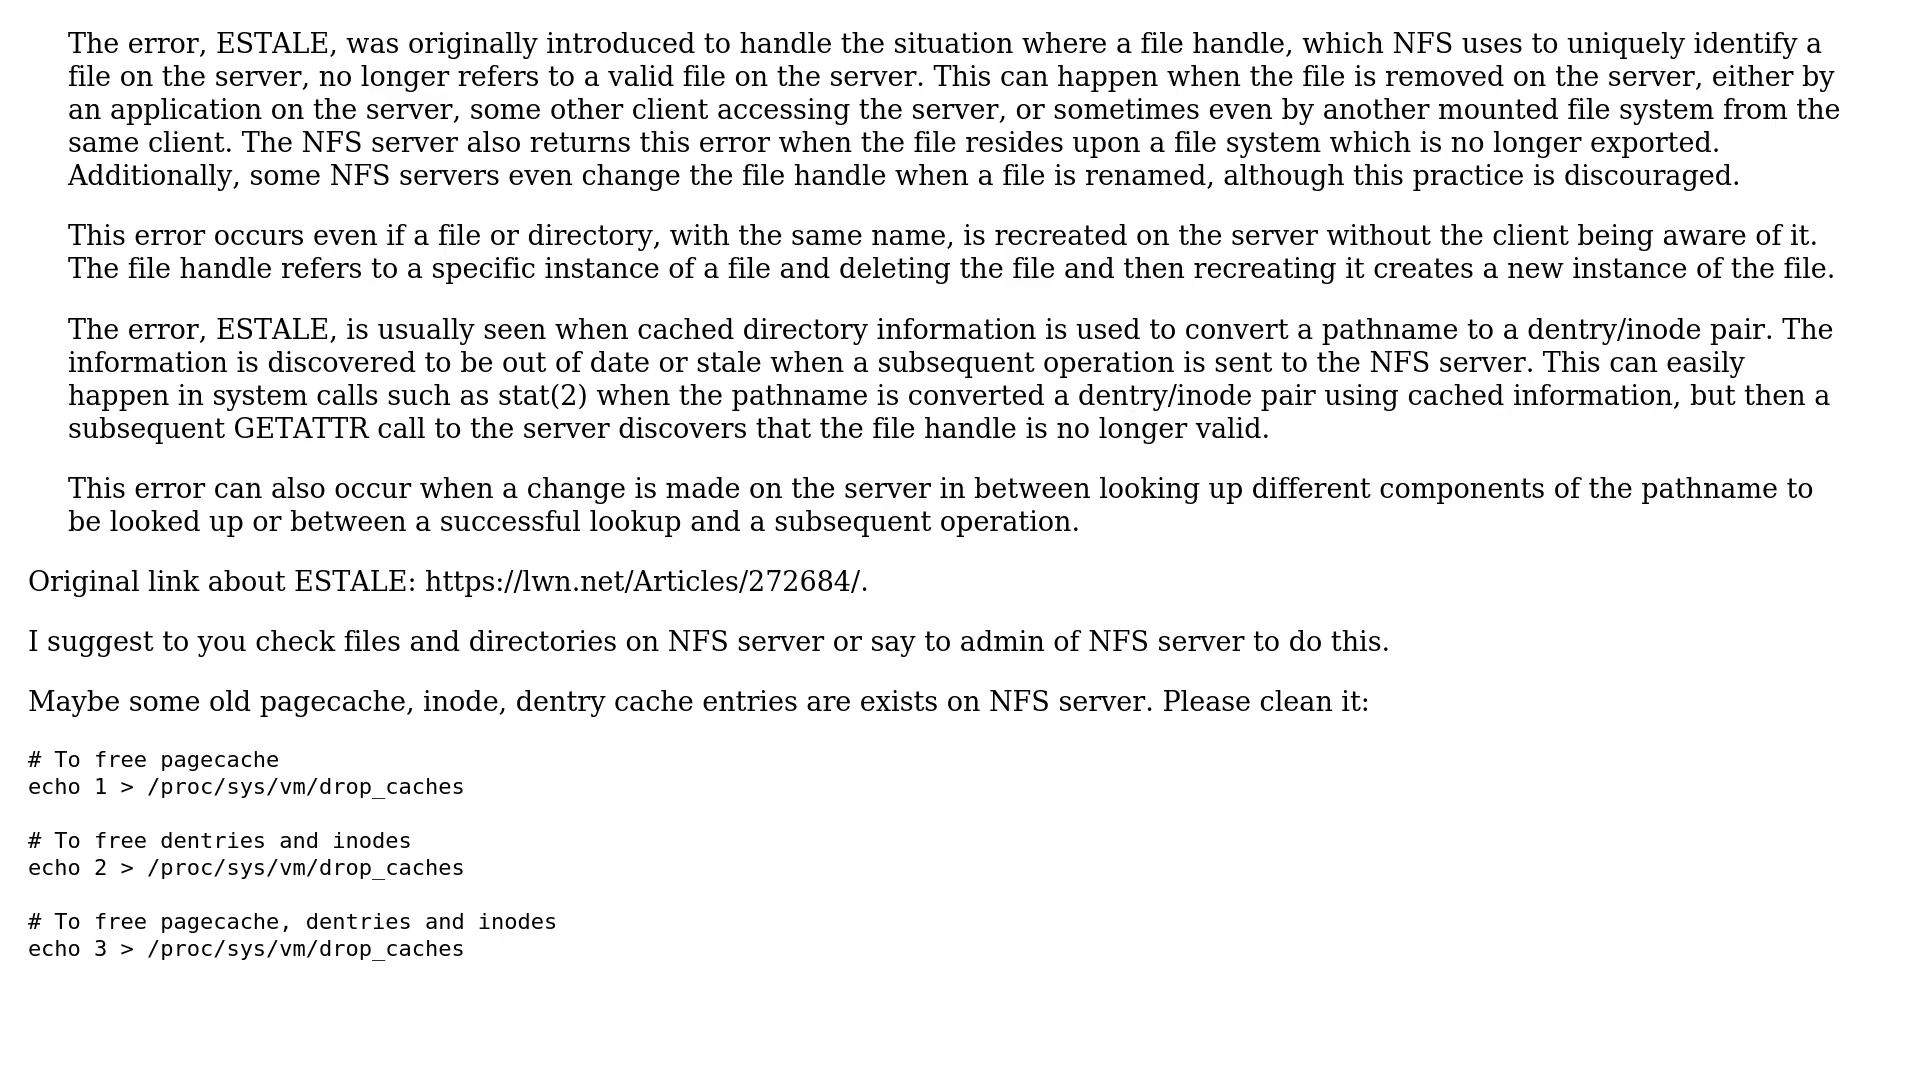 The error, ESTALE, was originally introduced to handle the situation where a file handle, which NFS uses to uniquely identify a
file on the server, no longer refers to a valid file on the server. This can happen when the file is removed on the server, either by
an application on the server, some other client accessing the server, or sometimes even by another mounted file system from the
same client. The NFS server also returns this error when the file resides upon a file system which is no longer exported.
Additionally, some NFS servers even change the file handle when a file is renamed, although this practice is discouraged.
This error occurs even if a file or directory, with the same name, is recreated on the server without the client being aware of it.
The file handle refers to a specific instance of a file and deleting the file and then recreating it creates a new instance of the file.
The error, ESTALE, is usually seen when cached directory information is used to convert a pathname to a dentry/inode pair. The
information is discovered to be out of date or stale when a subsequent operation is sent to the NFS server. This can easily
happen in system calls such as stat(2) when the pathname is converted a dentry/inode pair using cached information, but then a
subsequent GETATTR call to the server discovers that the file handle is no longer valid.
This error can also occur when a change is made on the server in between looking up different components of the pathname to
be looked up or between a successful lookup and a subsequent operation.
Original link about ESTALE: https://lwn.net/Articles/272684/.
I suggest to you check files and directories on NFS server or say to admin of NFS server to do this.
Maybe some old pagecache, inode, dentry cache entries are exists on NFS server. Please clean it:
# To free pagecache
echo 1 > /proc/sys/vm/drop_caches
# To free dentries and inodes
echo 2 > /proc/sys/vm/drop_caches
# To free pagecache, dentries and inodes
echo 3 > /proc/sys/vm/drop_caches